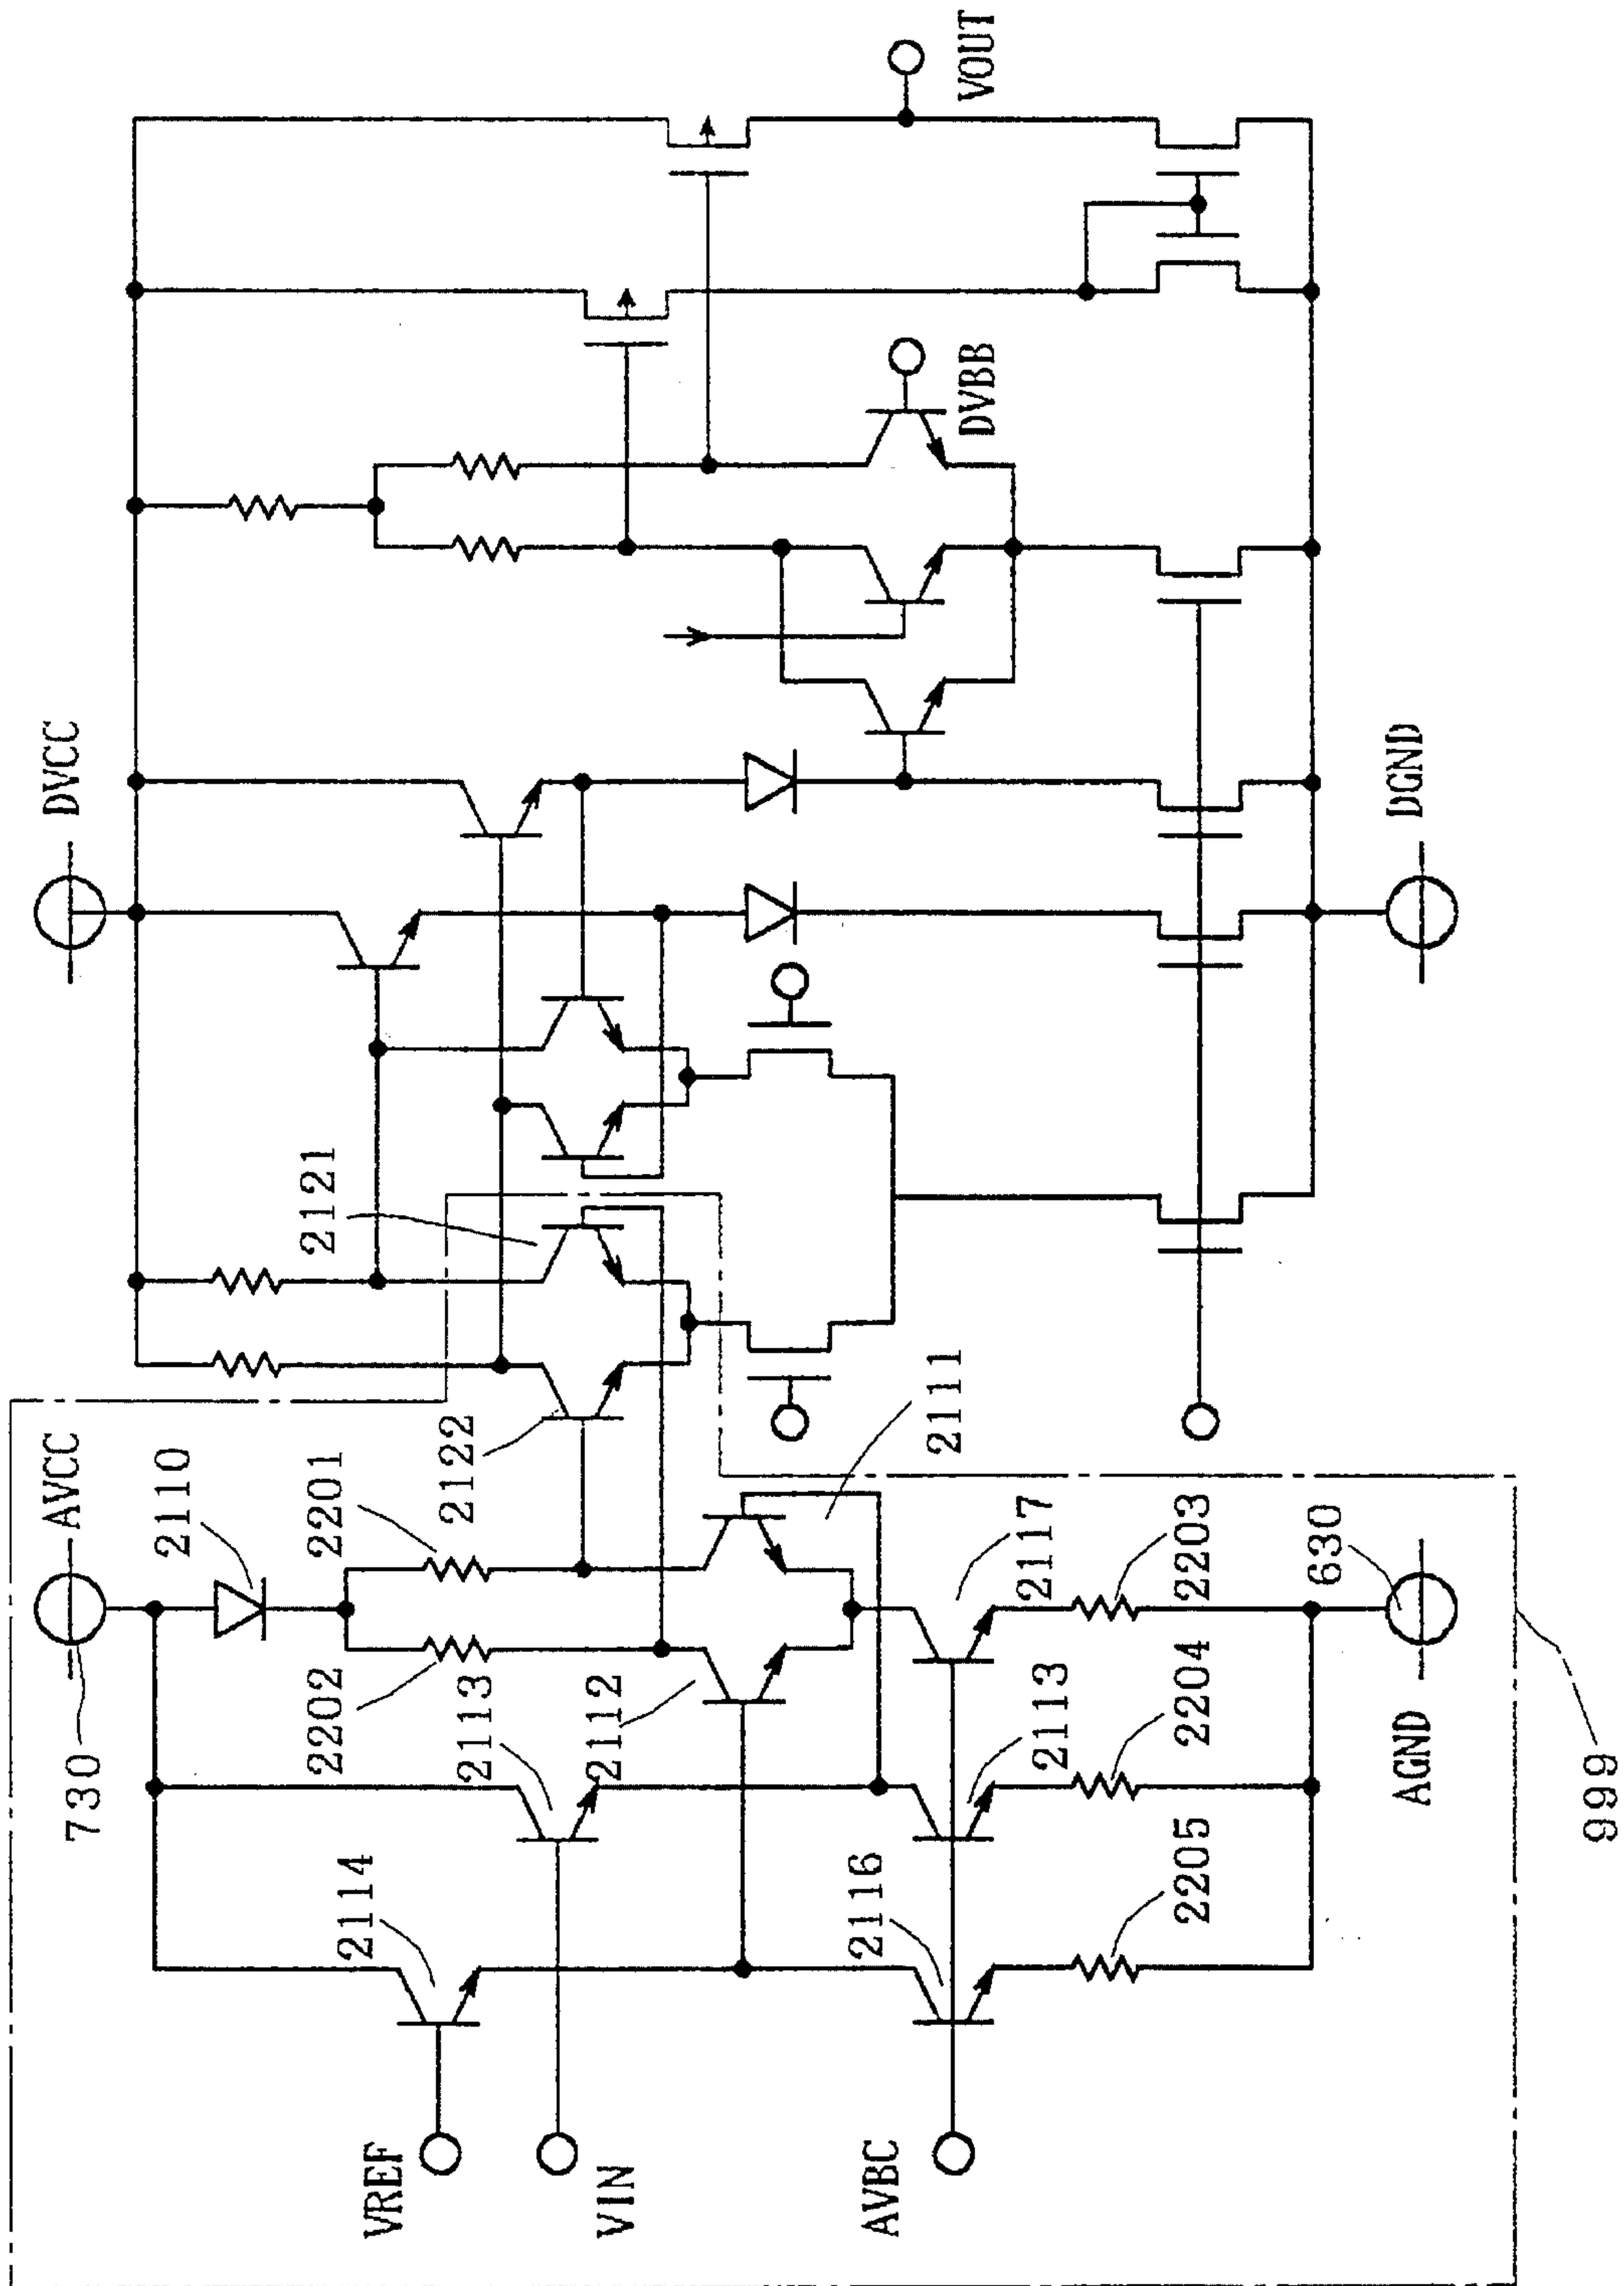 DVCC
VOUT
DVBB
DGND
2121
2122
2111
AVCC
730
2110
2201
2202
2113
2112
2114
2117
2203
2113
2204
2116
2205
630
AGND
999
VREF
VIN
AVBC